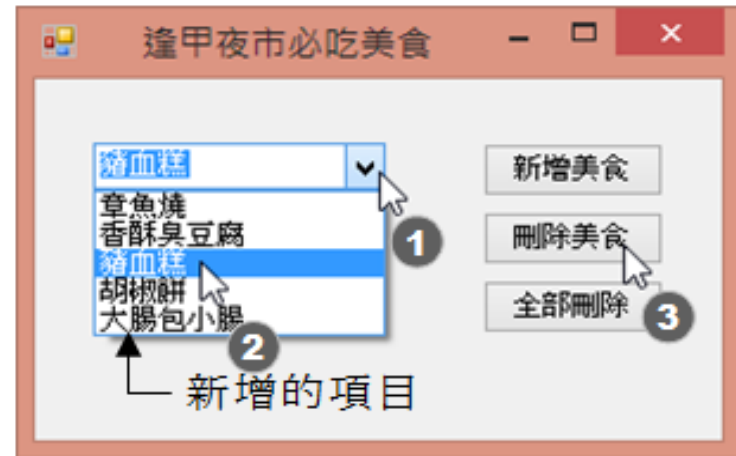 逢甲夜市必吃美食
豬血糕
新增美食
章魚燒
香酥臭豆腐
豬血糕
胡椒餅
大腸包小腸
刪除美食
全部刪除
1
2
3
新增的項目